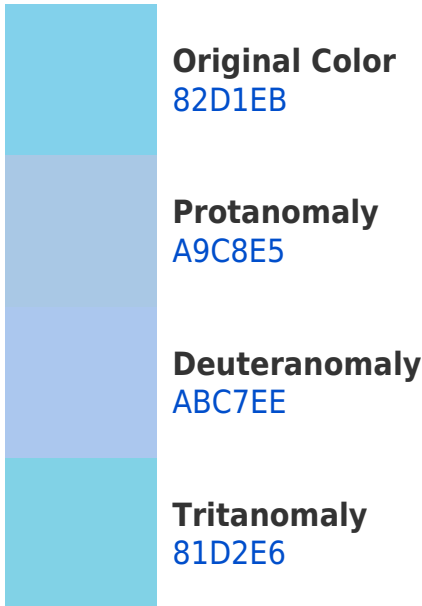 Original Color
82D1EB
Protanomaly
A9C8E5
Deuteranomaly
ABC7EE
Tritanomaly
81D2E6